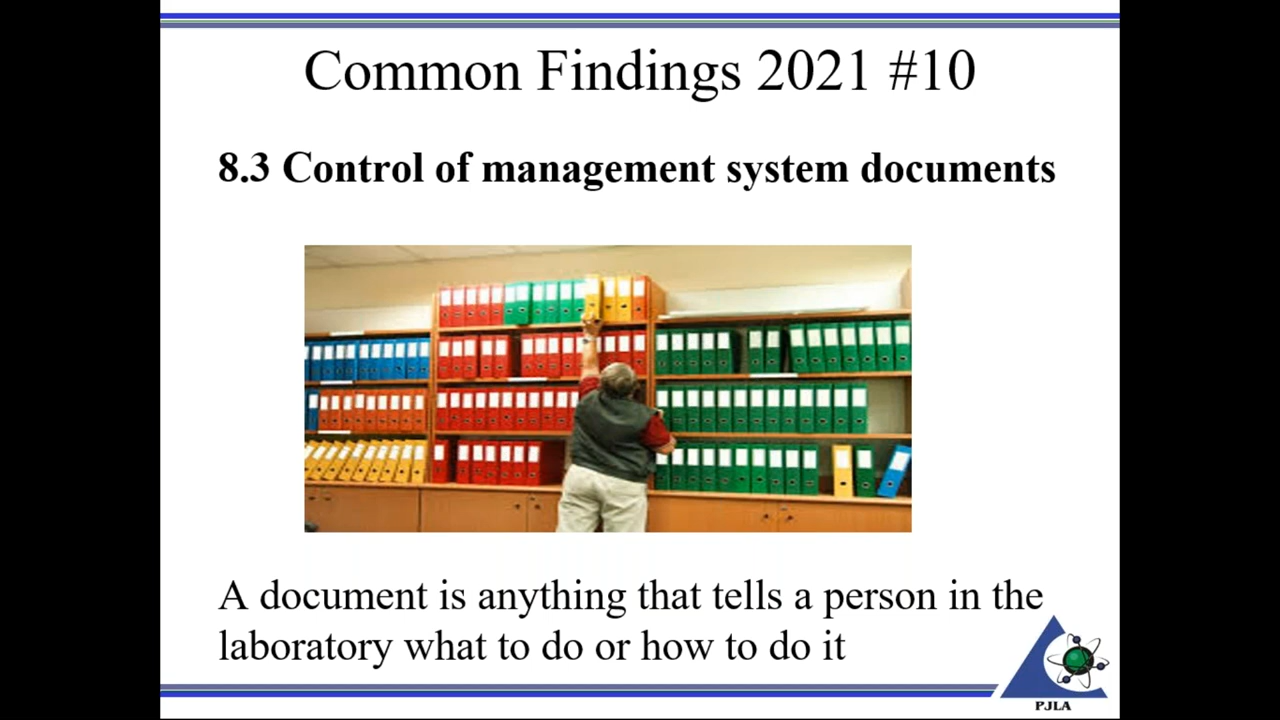 Common Findings 2021 #10
8.3 Control of management system documents
A document is anything that tells a person in the
laboratory what to do or how to do it
PJLA